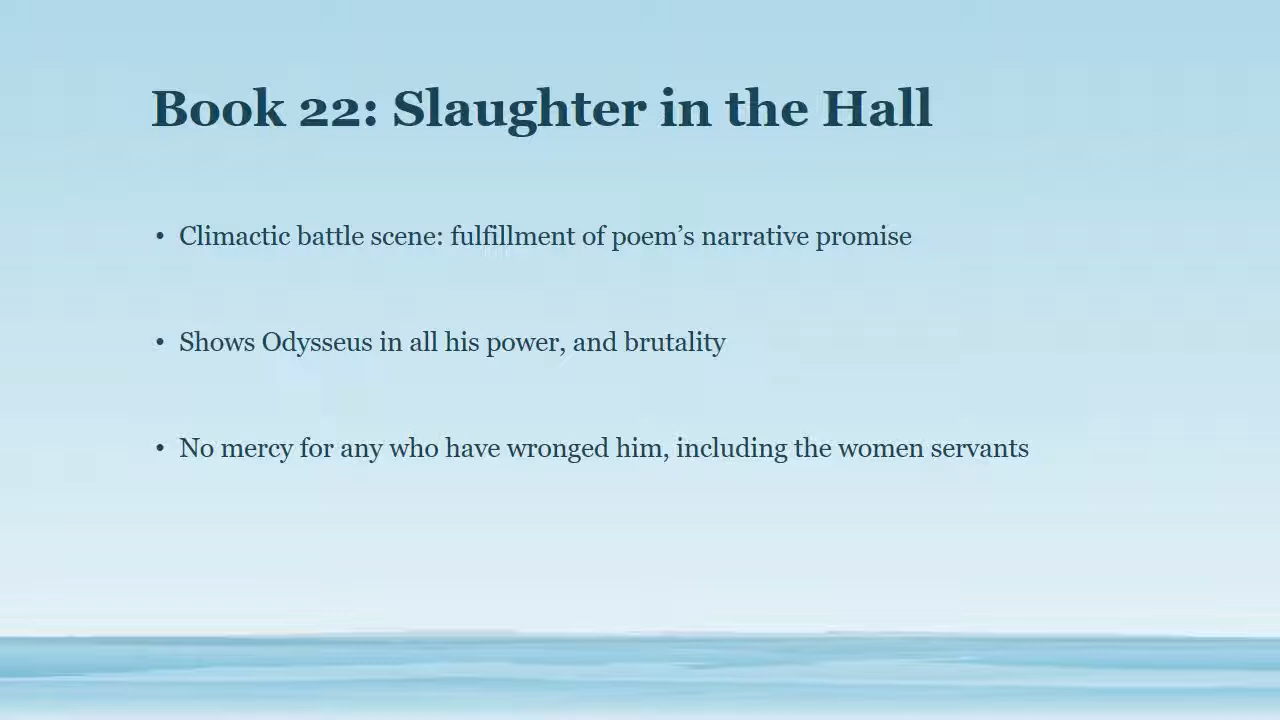 Book 22: Slaughter in the Hall
• Climactic battle scene: fulfillment of poem’s narrative promise
• Shows Odysseus in all his power, and brutality
• No mercy for any who have wronged him, including the women servants